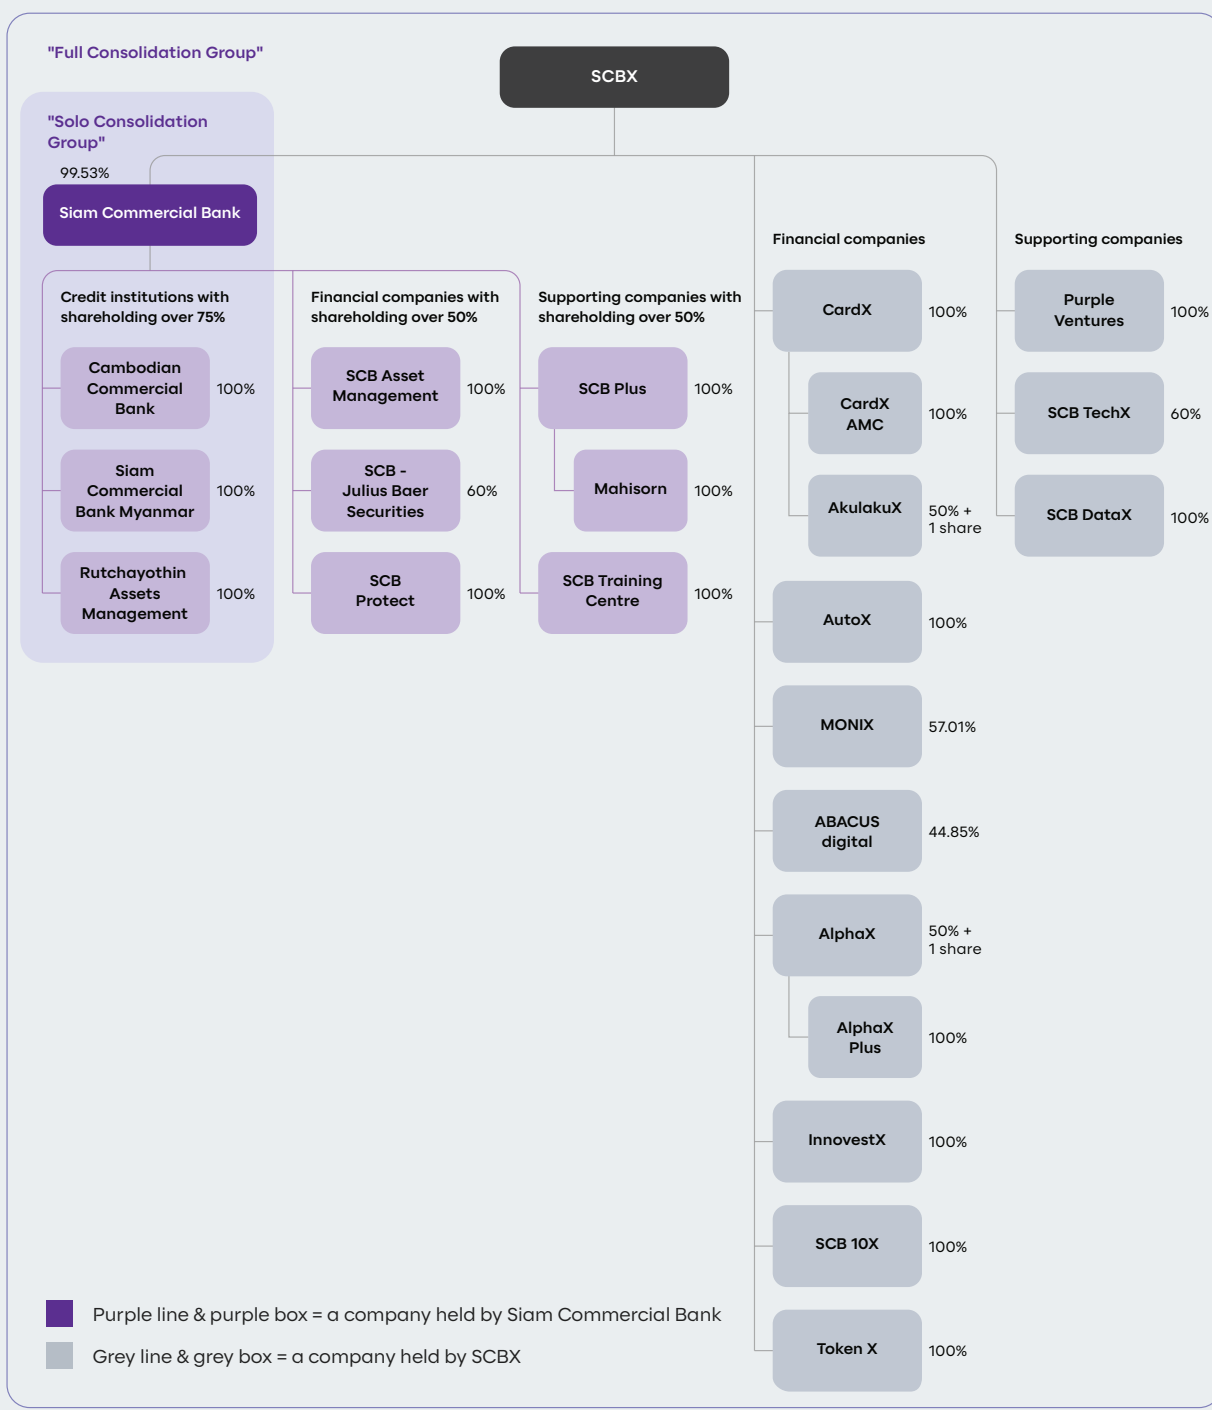 "Full Consolidation Group"
SCBX
"Solo Consolidation
Group"
99.53%
Siam Commercial Bank
Credit institutions with
shareholding over 75%
Cambodian
Commercial
Bank
100%
Siam
Commercial
Bank Myanmar
100%
Rutchayothin
Assets
Management
100%
Financial companies with
shareholding over 50%
SCB Asset
Management
100%
SCB -
Julius Baer
Securities
60%
SCB
Protect
100%
Supporting companies with
shareholding over 50%
SCB Plus
100%
Mahisorn
100%
SCB Training
Centre
100%
Financial companies
CardX
100%
CardX
AMC
100%
AkulakuX
50% +
1 share
AutoX
100%
MONIX
57.01%
ABACUS
digital
44.85%
AlphaX
50% +
1 share
AlphaX
Plus
100%
InnovestX
100%
SCB 10X
100%
Token X
100%
Supporting companies
Purple
Ventures
100%
SCB TechX
60%
SCB DataX
100%
Purple line & purple box = a company held by Siam Commercial Bank
Grey line & grey box = a company held by SCBX